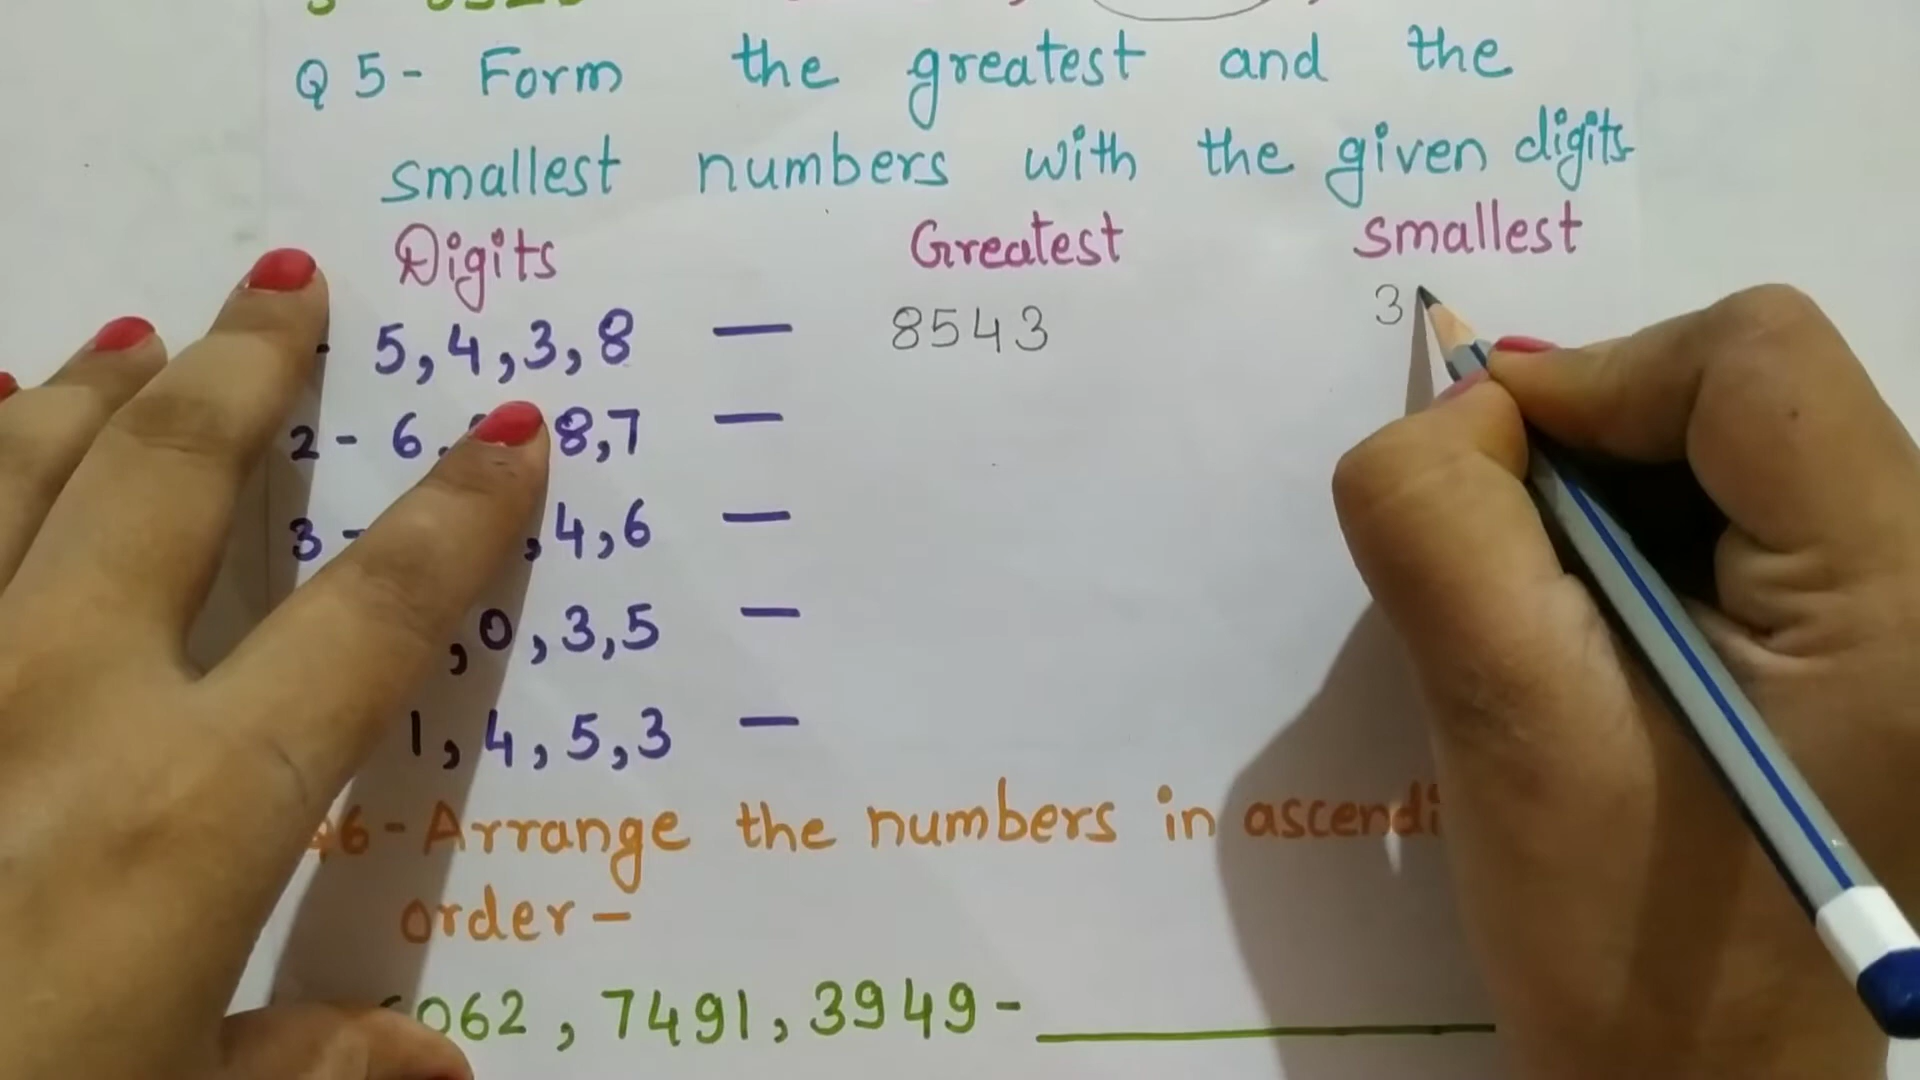 Q 5 - Form the greatest and the
smallest numbers with the given digits
Digits Greatest smallest
5,4,3,8 — 8543 3
2 - 6, 8,7 —
3 - ,4,6 —
,0,3,5 —
1,4,5,3 —
6 - Arrange the numbers in ascendi
order -
062, 7491, 3949 -